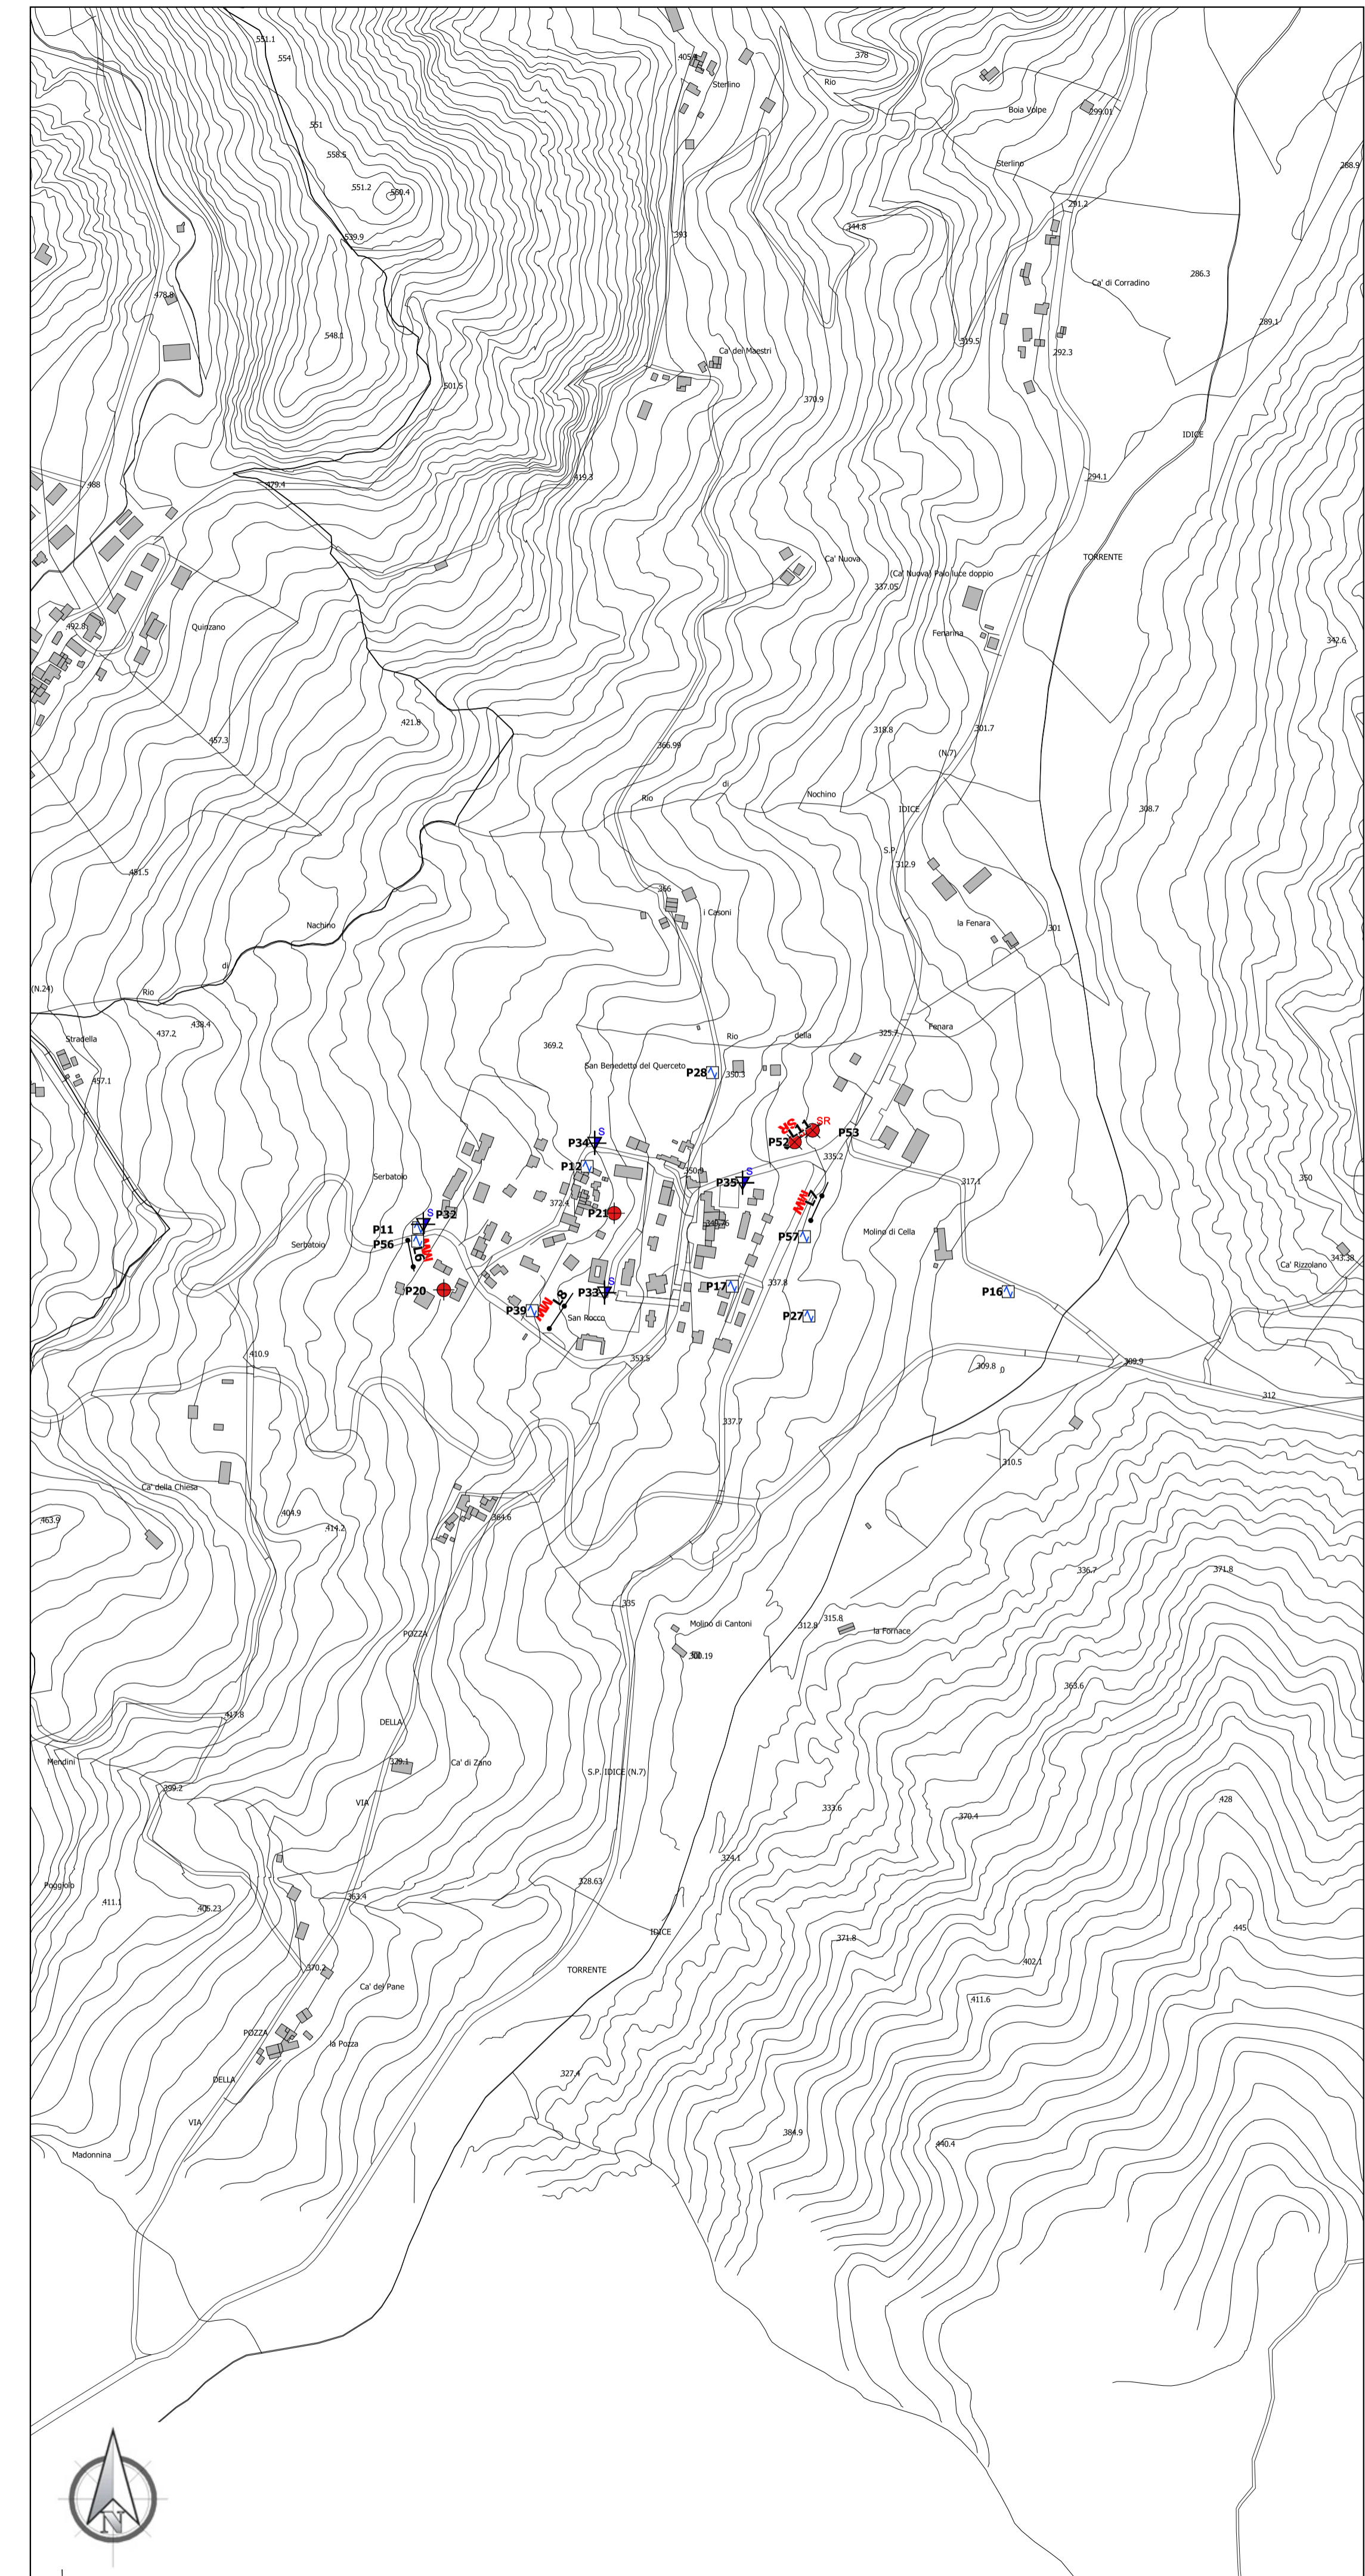 551.1
554
405.4
Sterlino
378
Rio
Boia Volpe
299.01
551
558.5
551.2
560.4
Sterlino
288.9
291.2
539.9
393
344.8
286.3
Ca' di Corradino
478.8
289.1
548.1
319.5
292.3
Ca' dei Maestri
501.5
370.9
IDICE
488
479.4
419.3
294.1
TORRENTE
Ca' Nuova
(Ca' Nuova) Palo luce doppio
337.05
492.8
Quinzano
Fenarina
342.6
421.8
457.3
366.99
318.8
301.7
(N.7)
di
Rio
Nochino
IDICE
308.7
S.P.
312.9
451.5
366
i Casoni
la Fenara
301
Nachino
di
(N.24)
Rio
438.4
437.2
Stradella
369.2
Rio
della
325.7
Fenara
San Benedetto del Querceto
P28
350.3
457.1
SR
SR
L11
P52
P53
S
P34
335.2
P12
350.9
S
P35
317.1
350
Serbatoio
372.4
MW
L7
S
P32
P21
349.76
P11
P56
Serbatoio
MW
L6
P57
Molino di Cella
343.38
Ca' Rizzolano
P20
S
P33
P17
337.8
P16
P39
MW
L8
San Rocco
P27
410.9
353.5
309.8
0
309.9
312
337.7
310.5
Ca' della Chiesa
463.9
404.9
414.2
364.6
336.7
371.8
335
POZZA
Molino di Cantoni
312.8
315.8
la Fornace
300.19
363.6
417.8
DELLA
Mendini
329.1
Ca' di Zano
S.P. IDICE (N.7)
399.2
VIA
333.6
370.4
428
324.1
Poggiolo
411.1
405.23
363.4
328.63
IDICE
371.8
445
402.1
370.2
TORRENTE
Ca' del Pane
411.6
POZZA
la Pozza
DELLA
327.4
VIA
384.9
440.4
Madonnina
N